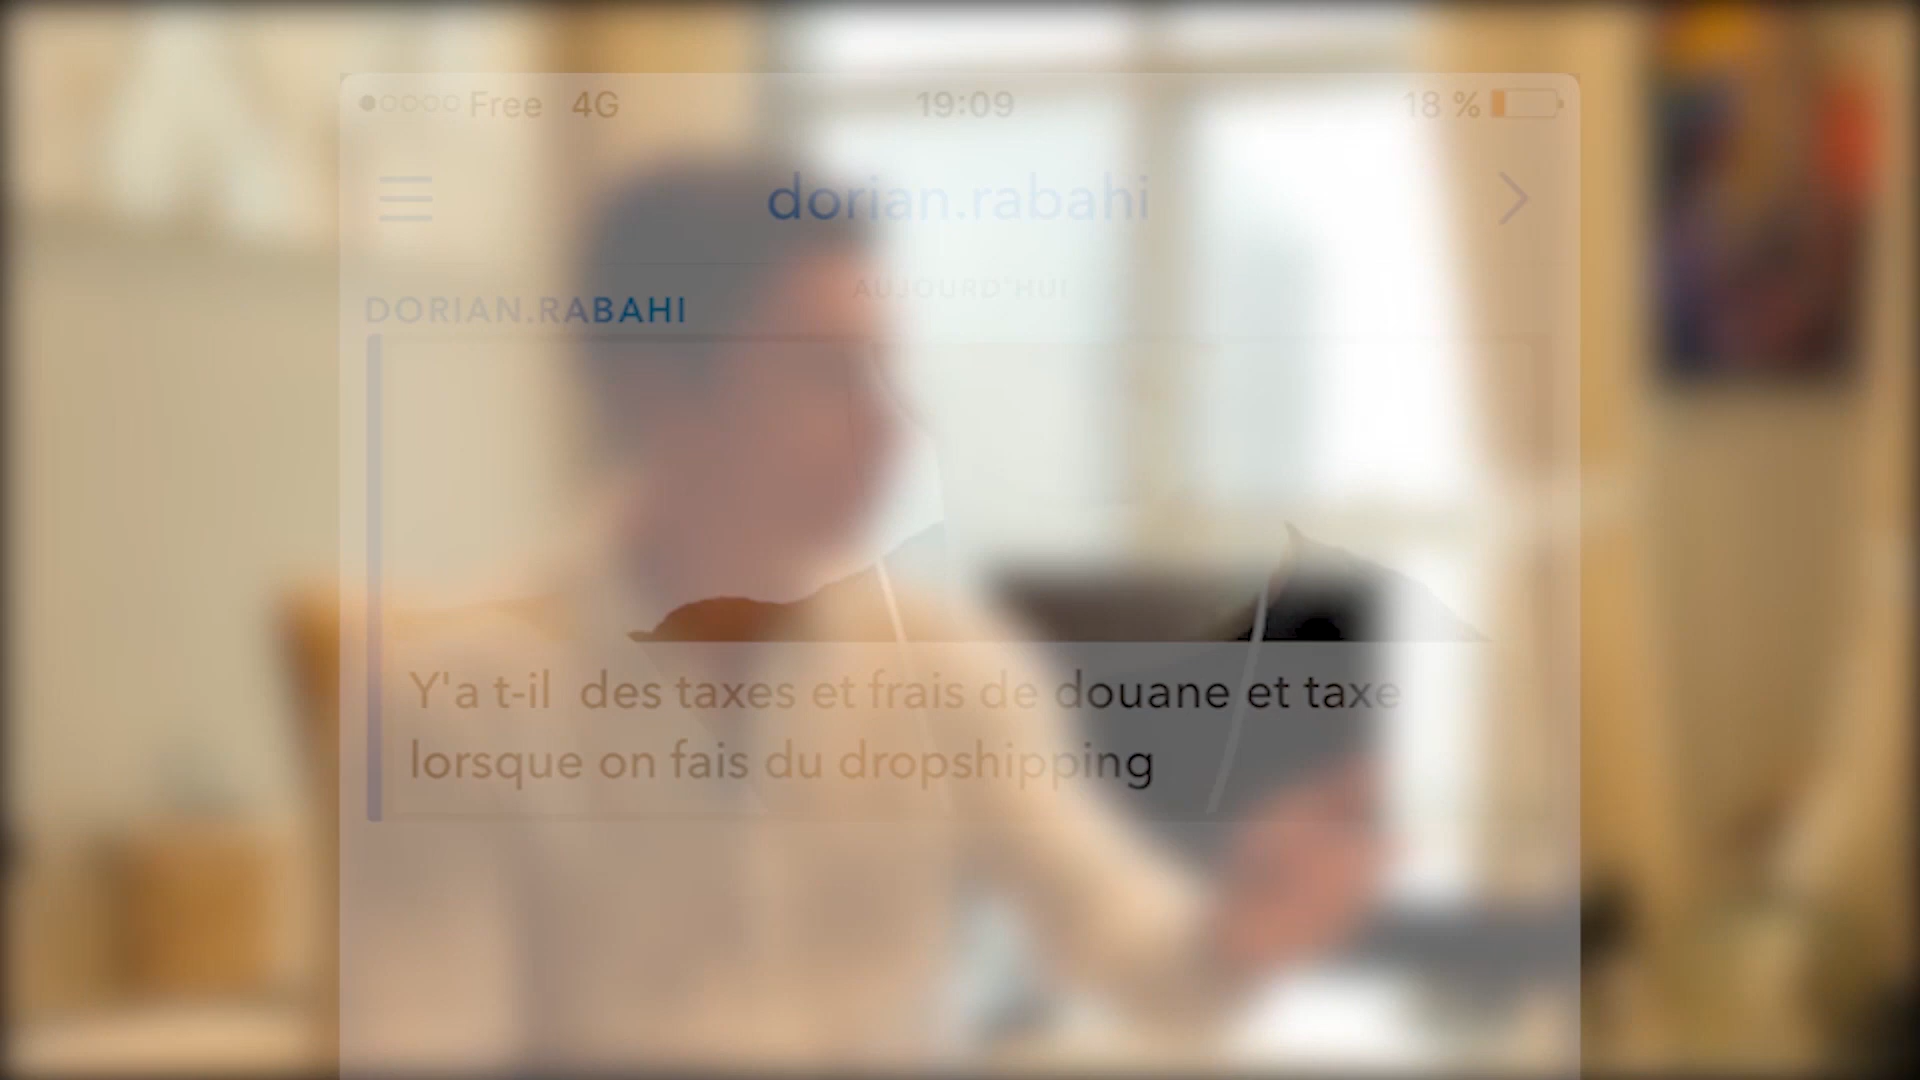 Free 4G 19:09 18 %
dorian.rabahi
AUJOURD'HUI
DORIAN.RABAHI
Y'a t-il des taxes et frais de douane et taxe
lorsque on fais du dropshipping